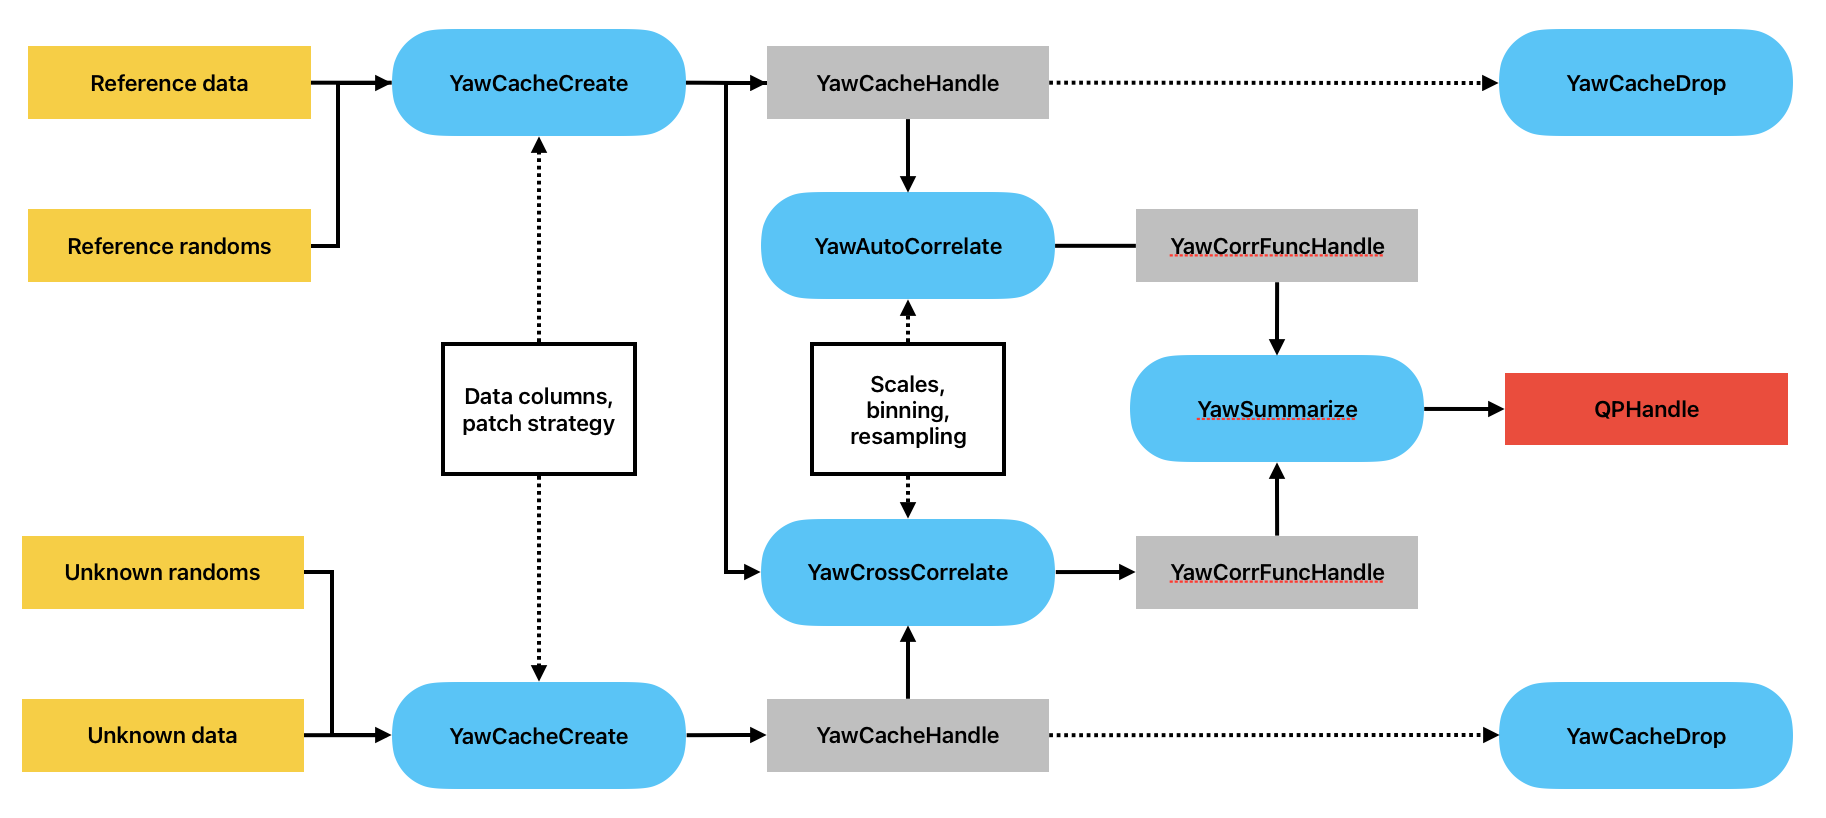 Reference data
YawCacheCreate
YawCacheHandle
YawCacheDrop
Reference randoms
YawAutoCorrelate
YawCorrFuncHandle
Data columns,
patch strategy
Scales,
binning,
resampling
YawSummarize
QPHandle
Unknown randoms
YawCrossCorrelate
YawCorrFuncHandle
Unknown data
YawCacheCreate
YawCacheHandle
YawCacheDrop